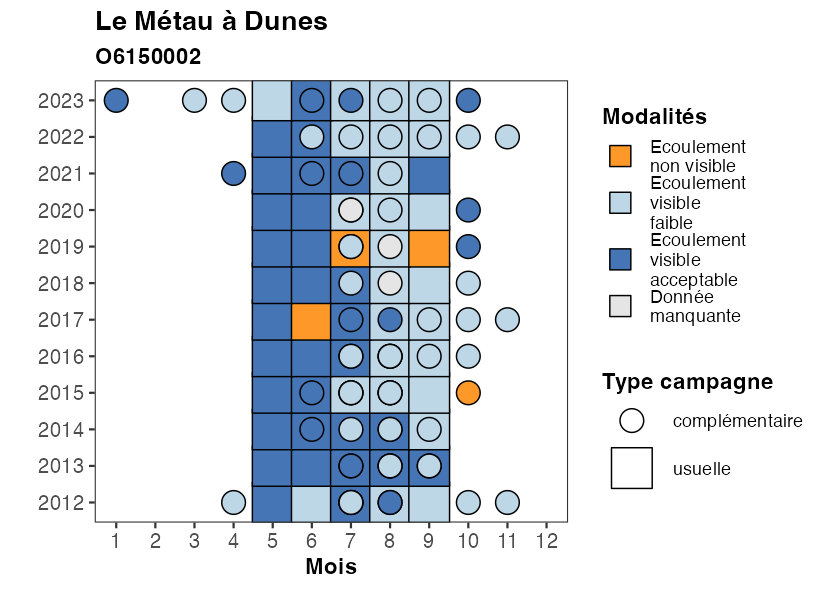 Le Métau à Dunes
O6150002
2023
2022
2021
2020
2019
2018
2017
2016
2015
2014
2013
2012
1 2 3 4 5 6 7 8 9 10 11 12
Mois
Modalités
Ecoulement
non visible
Ecoulement
visible
faible
Ecoulement
visible
acceptable
Donnée
manquante
Type campagne
complémentaire
usuelle